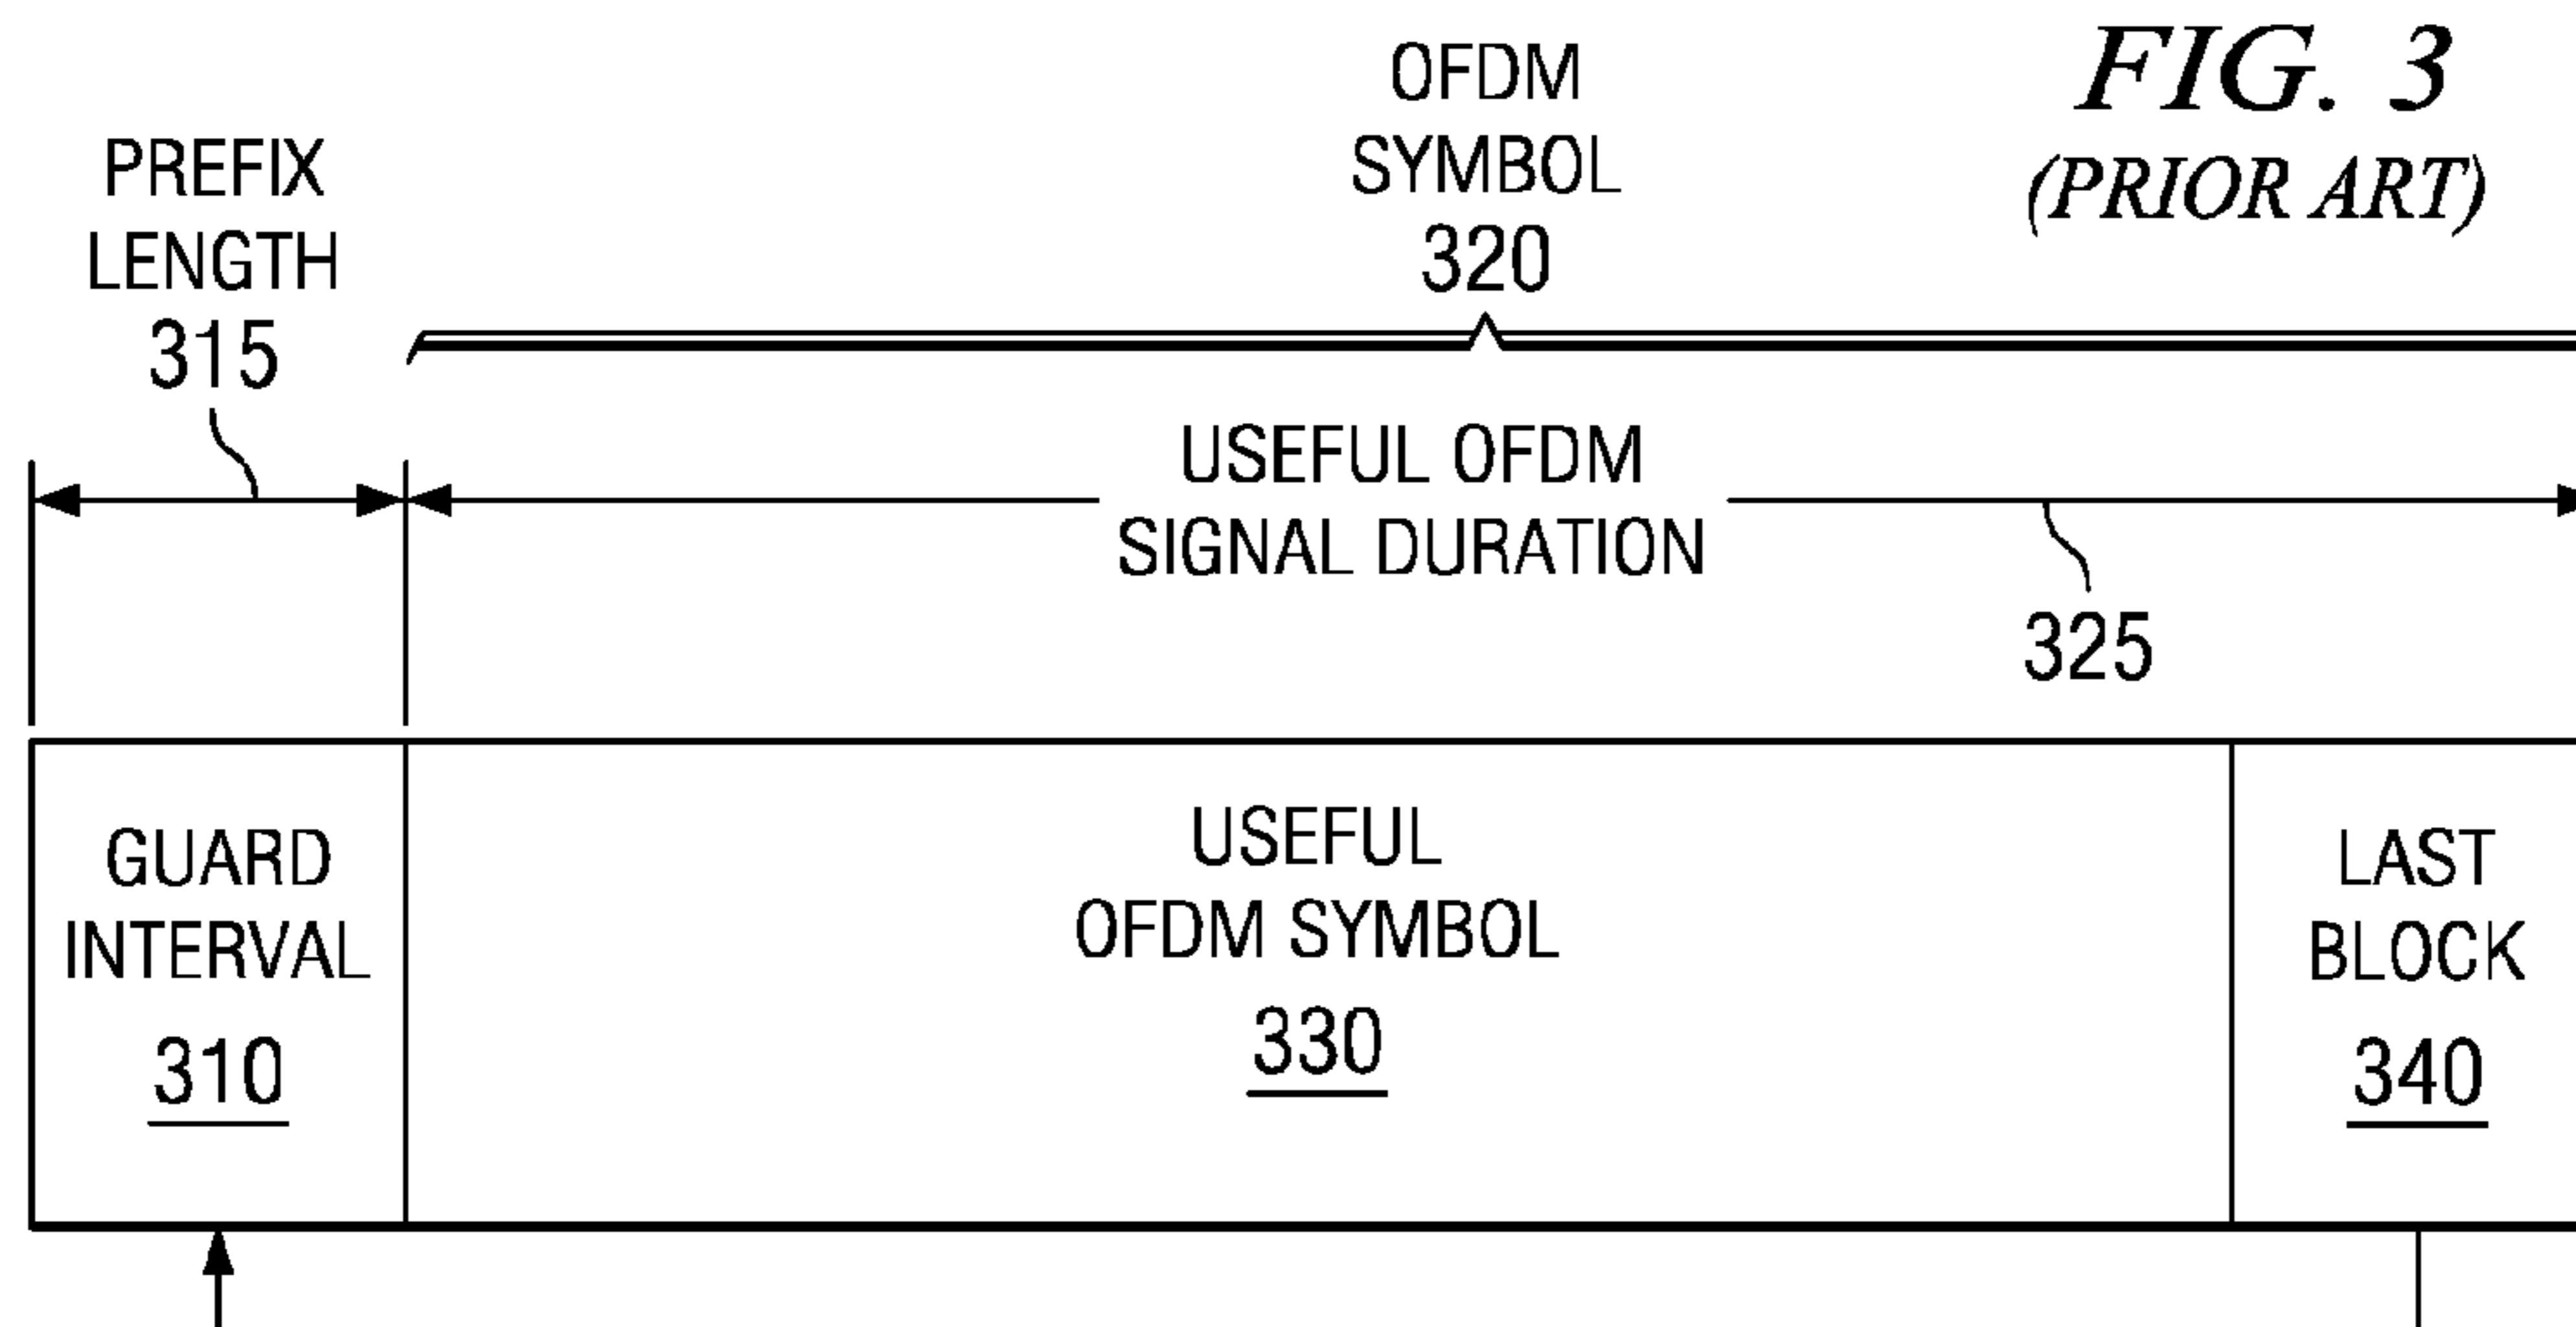 FIG. 3
(PRIOR ART)
OFDM
SYMBOL
320
PREFIX
LENGTH
315
USEFUL OFDM
SIGNAL DURATION
325
GUARD
INTERVAL
310
USEFUL
OFDM SYMBOL
330
LAST
BLOCK
340